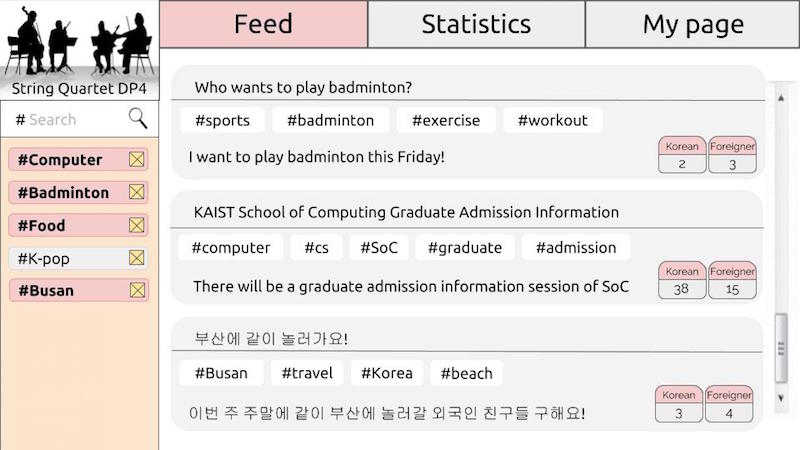 Feed Statistics My page
String Quartet DP4
# Search
#Computer
#Badminton
#Food
#K-pop
#Busan
Who wants to play badminton?
#sports #badminton #exercise #workout
I want to play badminton this Friday!
Korean Foreigner
2 3
KAIST School of Computing Graduate Admission Information
#computer #cs #SoC #graduate #admission
There will be a graduate admission information session of SoC
Korean Foreigner
38 15
부산에 같이 놀러가요!
#Busan #travel #Korea #beach
이번 주 주말에 같이 부산에 놀러갈 외국인 친구들 구해요!
Korean Foreigner
3 4